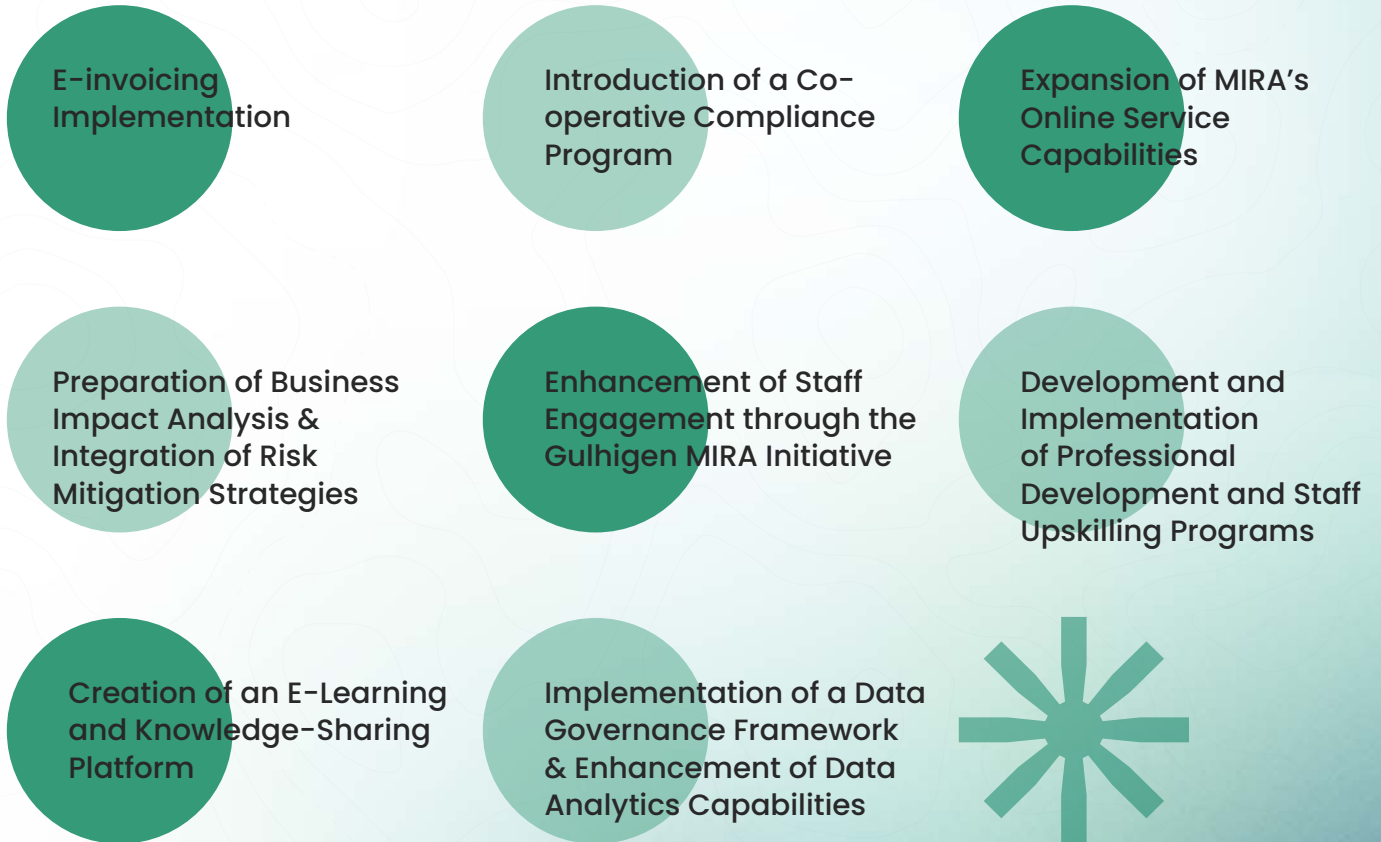 E-invoicing
Implementation
Introduction of a Co-
operative Compliance
Program
Expansion of MIRA’s
Online Service
Capabilities
Preparation of Business
Impact Analysis &
Integration of Risk
Mitigation Strategies
Enhancement of Staff
Engagement through the
Gulhigen MIRA Initiative
Development and
Implementation
of Professional
Development and Staff
Upskilling Programs
Creation of an E-Learning
and Knowledge-Sharing
Platform
Implementation of a Data
Governance Framework
& Enhancement of Data
Analytics Capabilities